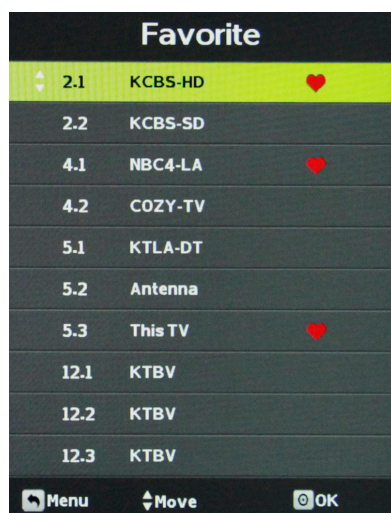 Favorite
2.1 KCBS-HD
2.2 KCBS-SD
4.1 NBC4-LA
4.2 COZY-TV
5.1 KTLA-DT
5.2 Antenna
5.3 This TV
12.1 KTBV
12.2 KTBV
12.3 KTBV
Menu Move OK